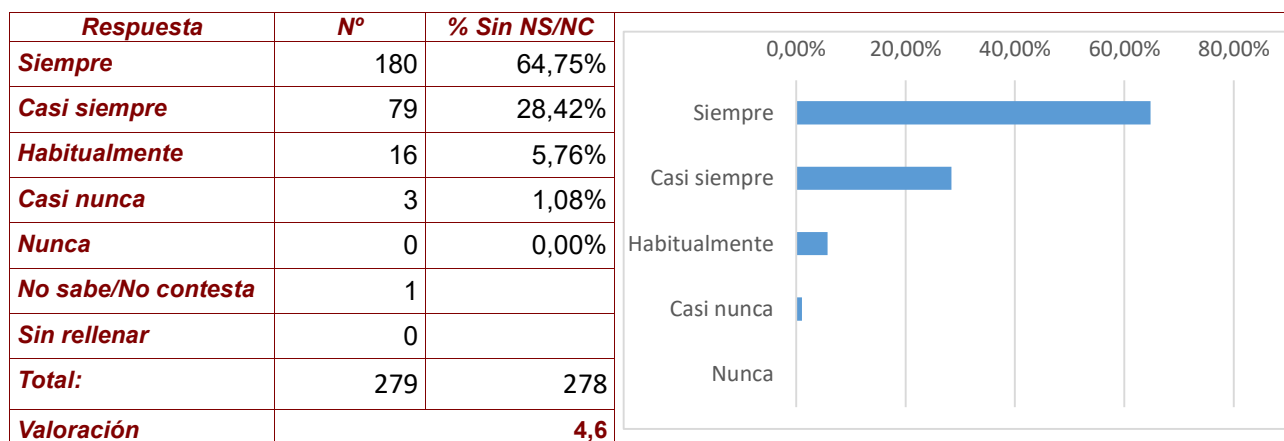 Respuesta Nº % Sin NS/NC
Siempre 180 64,75%
Casi siempre 79 28,42%
Habitualmente 16 5,76%
Casi nunca 3 1,08%
Nunca 0 0,00%
No sabe/No contesta 1
Sin rellenar 0
Total: 279 278
Valoración 4,6
0,00% 20,00% 40,00% 60,00% 80,00%
Siempre
Casi siempre
Habitualmente
Casi nunca
Nunca